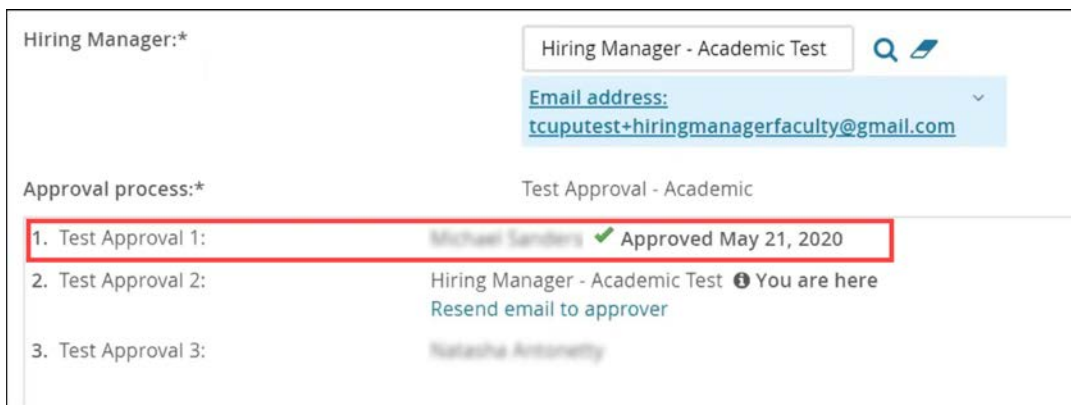 Hiring Manager:*
Hiring Manager - Academic Test
Email address:
tcuputest+hiringmanagerfaculty@gmail.com
Approval process:*
Test Approval - Academic
1. Test Approval 1:
Approved May 21, 2020
2. Test Approval 2:
Hiring Manager - Academic Test You are here
Resend email to approver
3. Test Approval 3: